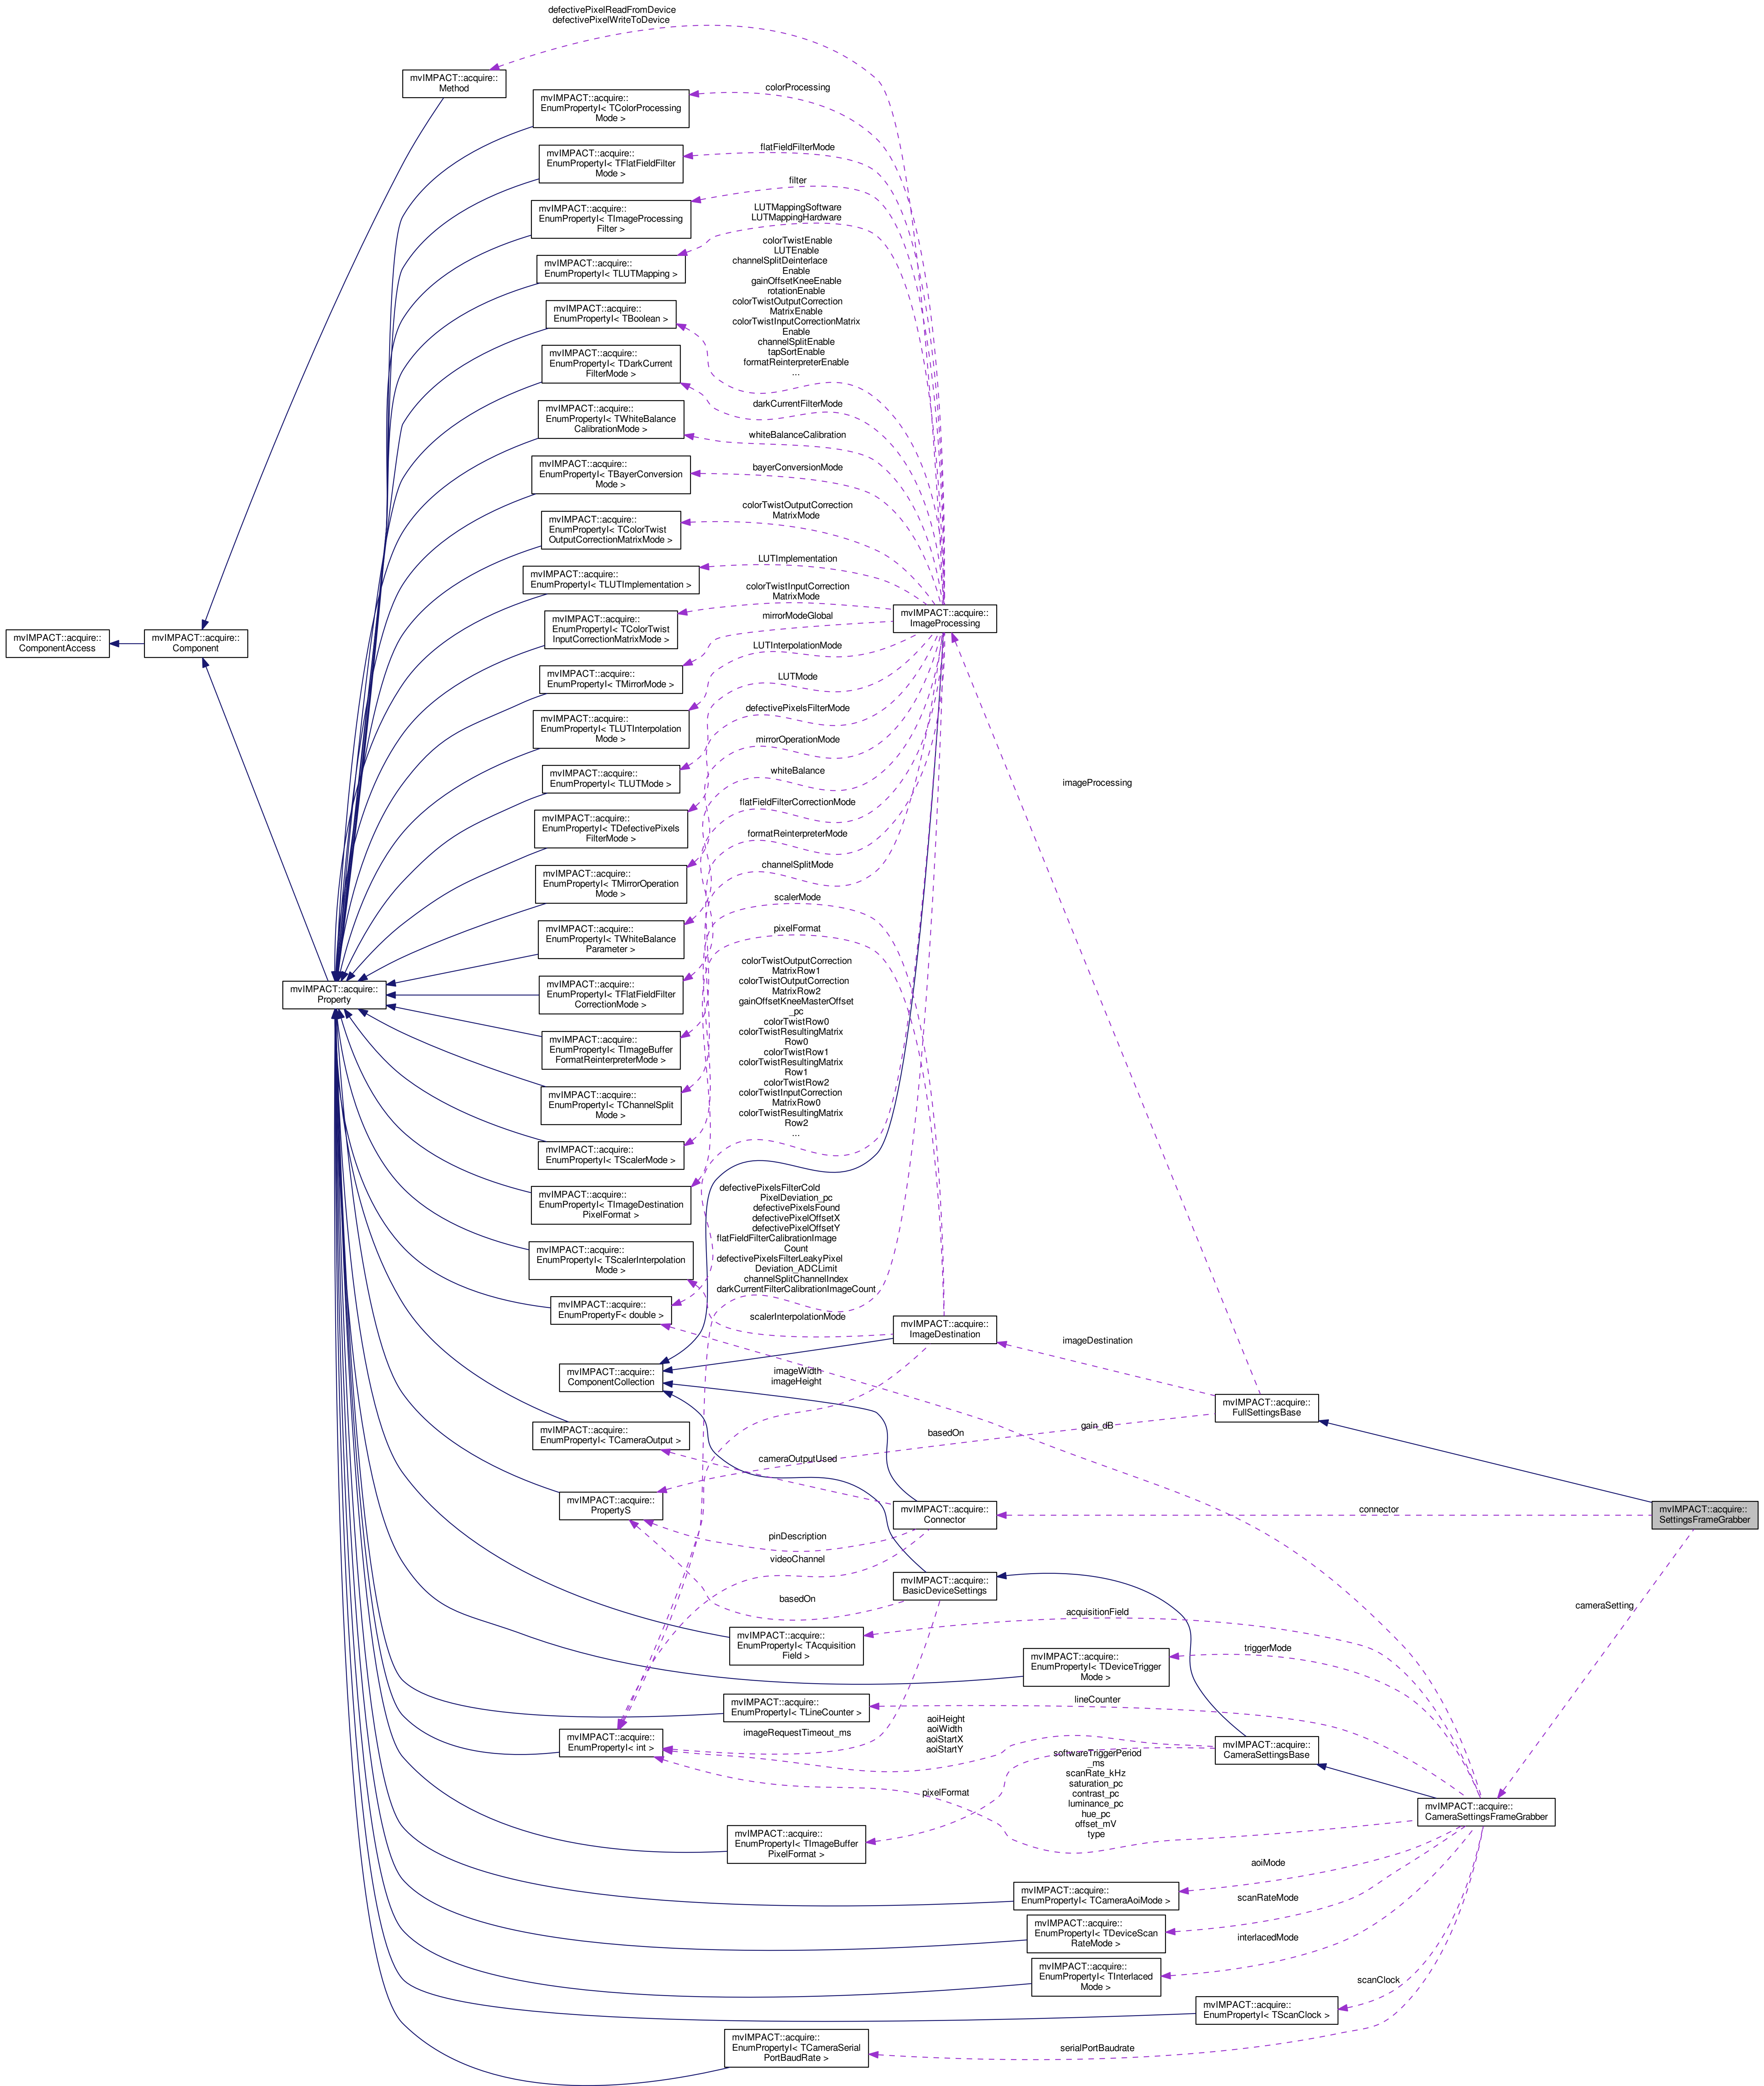 defectivePixelReadFromDevice
defectivePixelWriteToDevice
mvIMPACT::acquire::
Method
colorProcessing
mvIMPACT::acquire::
EnumPropertyI< TColorProcessing
Mode >
flatFieldFilterMode
mvIMPACT::acquire::
EnumPropertyI< TFlatFieldFilter
Mode >
filter
mvIMPACT::acquire::
EnumPropertyI< TImageProcessing
Filter >
LUTMappingSoftware
LUTMappingHardware
mvIMPACT::acquire::
EnumPropertyI< TLUTMapping >
colorTwistEnable
LUTEnable
channelSplitDeinterlace
Enable
gainOffsetKneeEnable
rotationEnable
colorTwistOutputCorrection
MatrixEnable
colorTwistInputCorrectionMatrix
Enable
channelSplitEnable
tapSortEnable
formatReinterpreterEnable
...
mvIMPACT::acquire::
EnumPropertyI< TBoolean >
mvIMPACT::acquire::
EnumPropertyI< TDarkCurrent
FilterMode >
darkCurrentFilterMode
mvIMPACT::acquire::
EnumPropertyI< TWhiteBalance
CalibrationMode >
whiteBalanceCalibration
mvIMPACT::acquire::
EnumPropertyI< TBayerConversion
Mode >
bayerConversionMode
mvIMPACT::acquire::
EnumPropertyI< TColorTwist
OutputCorrectionMatrixMode >
colorTwistOutputCorrection
MatrixMode
mvIMPACT::acquire::
EnumPropertyI< TLUTImplementation >
LUTImplementation
mvIMPACT::acquire::
EnumPropertyI< TColorTwist
InputCorrectionMatrixMode >
colorTwistInputCorrection
MatrixMode
mvIMPACT::acquire::
ImageProcessing
mvIMPACT::acquire::
ComponentAccess
mvIMPACT::acquire::
Component
mirrorModeGlobal
mvIMPACT::acquire::
EnumPropertyI< TMirrorMode >
LUTInterpolationMode
mvIMPACT::acquire::
EnumPropertyI< TLUTInterpolation
Mode >
LUTMode
mvIMPACT::acquire::
EnumPropertyI< TLUTMode >
defectivePixelsFilterMode
mvIMPACT::acquire::
EnumPropertyI< TDefectivePixels
FilterMode >
mirrorOperationMode
mvIMPACT::acquire::
EnumPropertyI< TMirrorOperation
Mode >
whiteBalance
mvIMPACT::acquire::
EnumPropertyI< TWhiteBalance
Parameter >
flatFieldFilterCorrectionMode
mvIMPACT::acquire::
EnumPropertyI< TFlatFieldFilter
CorrectionMode >
formatReinterpreterMode
mvIMPACT::acquire::
EnumPropertyI< TImageBuffer
FormatReinterpreterMode >
channelSplitMode
mvIMPACT::acquire::
EnumPropertyI< TChannelSplit
Mode >
scalerMode
mvIMPACT::acquire::
EnumPropertyI< TScalerMode >
pixelFormat
mvIMPACT::acquire::
EnumPropertyI< TImageDestination
PixelFormat >
imageProcessing
mvIMPACT::acquire::
Property
colorTwistOutputCorrection
MatrixRow1
colorTwistOutputCorrection
MatrixRow2
gainOffsetKneeMasterOffset
_pc
colorTwistRow0
colorTwistResultingMatrix
Row0
colorTwistRow1
colorTwistResultingMatrix
Row1
colorTwistRow2
colorTwistInputCorrection
MatrixRow0
colorTwistResultingMatrix
Row2
...
mvIMPACT::acquire::
EnumPropertyI< TScalerInterpolation
Mode >
mvIMPACT::acquire::
EnumPropertyF< double >
defectivePixelsFilterCold
PixelDeviation_pc
defectivePixelsFound
defectivePixelOffsetX
defectivePixelOffsetY
flatFieldFilterCalibrationImage
Count
defectivePixelsFilterLeakyPixel
Deviation_ADCLimit
channelSplitChannelIndex
darkCurrentFilterCalibrationImageCount
scalerInterpolationMode
mvIMPACT::acquire::
ImageDestination
imageDestination
mvIMPACT::acquire::
ComponentCollection
imageWidth
imageHeight
mvIMPACT::acquire::
FullSettingsBase
mvIMPACT::acquire::
EnumPropertyI< TCameraOutput >
basedOn
gain_dB
cameraOutputUsed
mvIMPACT::acquire::
PropertyS
mvIMPACT::acquire::
Connector
connector
mvIMPACT::acquire::
SettingsFrameGrabber
pinDescription
videoChannel
mvIMPACT::acquire::
BasicDeviceSettings
basedOn
cameraSetting
acquisitionField
mvIMPACT::acquire::
EnumPropertyI< TAcquisition
Field >
triggerMode
mvIMPACT::acquire::
EnumPropertyI< TDeviceTrigger
Mode >
lineCounter
mvIMPACT::acquire::
EnumPropertyI< TLineCounter >
mvIMPACT::acquire::
EnumPropertyI< int >
imageRequestTimeout_ms
aoiHeight
aoiWidth
aoiStartX
aoiStartY
mvIMPACT::acquire::
CameraSettingsBase
softwareTriggerPeriod
_ms
scanRate_kHz
saturation_pc
contrast_pc
luminance_pc
hue_pc
offset_mV
type
pixelFormat
mvIMPACT::acquire::
CameraSettingsFrameGrabber
mvIMPACT::acquire::
EnumPropertyI< TImageBuffer
PixelFormat >
aoiMode
mvIMPACT::acquire::
EnumPropertyI< TCameraAoiMode >
scanRateMode
mvIMPACT::acquire::
EnumPropertyI< TDeviceScan
RateMode >
interlacedMode
mvIMPACT::acquire::
EnumPropertyI< TInterlaced
Mode >
scanClock
mvIMPACT::acquire::
EnumPropertyI< TScanClock >
mvIMPACT::acquire::
EnumPropertyI< TCameraSerial
PortBaudRate >
serialPortBaudrate